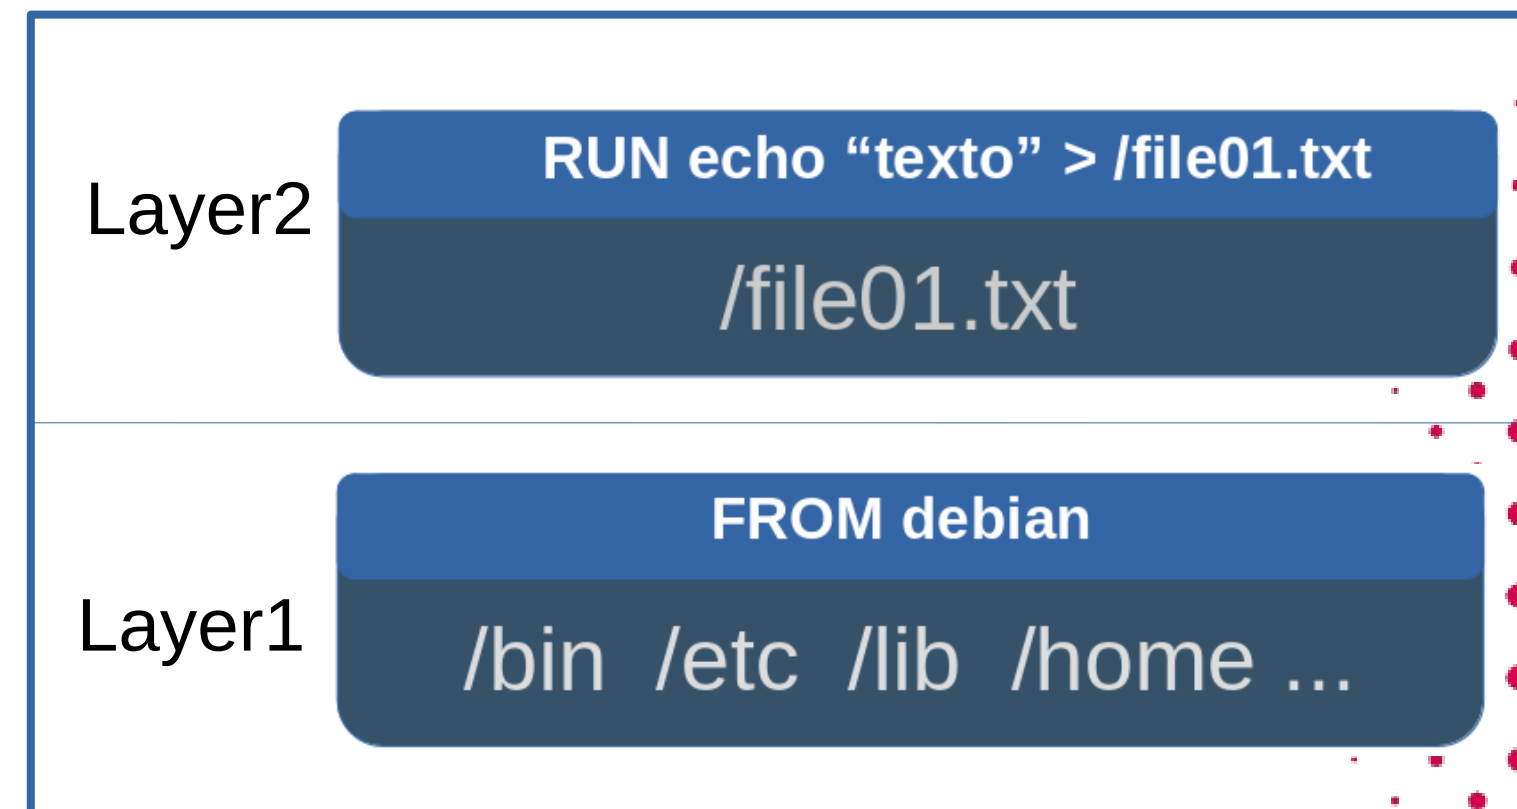 RUN echo “texto” > /file01.txt
Layer2
/file01.txt
FROM debian
Layer1
/bin /etc /lib /home ...